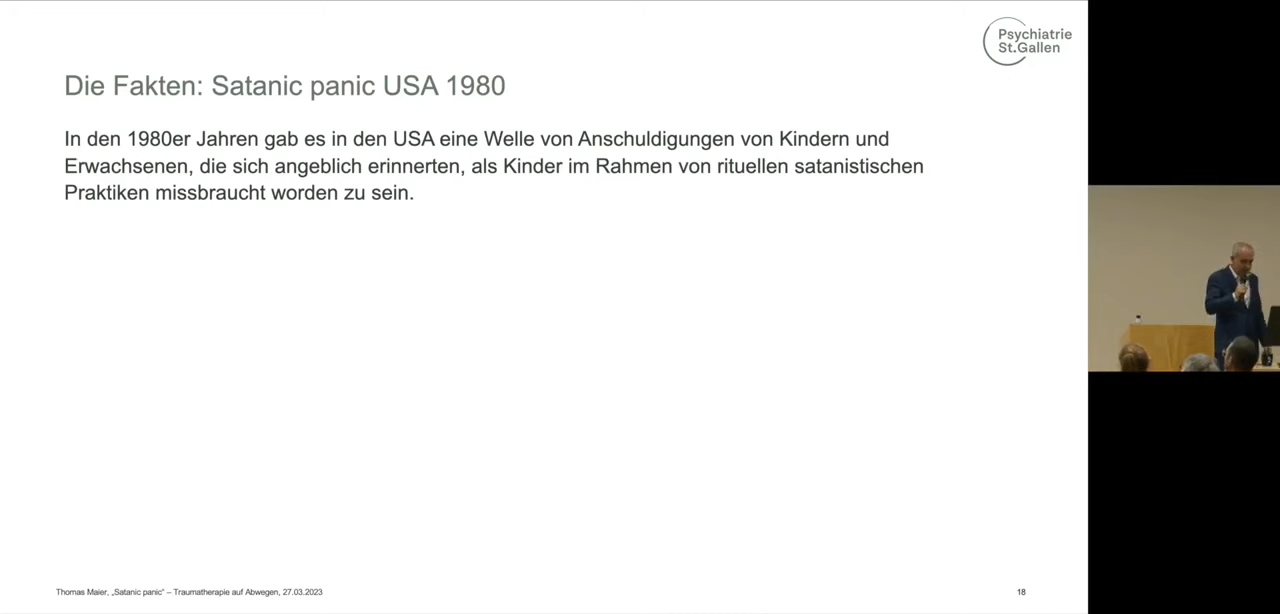 Psychiatrie
St.Gallen
Die Fakten: Satanic panic USA 1980
In den 1980er Jahren gab es in den USA eine Welle von Anschuldigungen von Kindern und
Erwachsenen, die sich angeblich erinnerten, als Kinder im Rahmen von rituellen satanistischen
Praktiken missbraucht worden zu sein.
Thomas Maier, „Satanic panic“ – Traumatherapie auf Abwegen, 27.03.2023
18